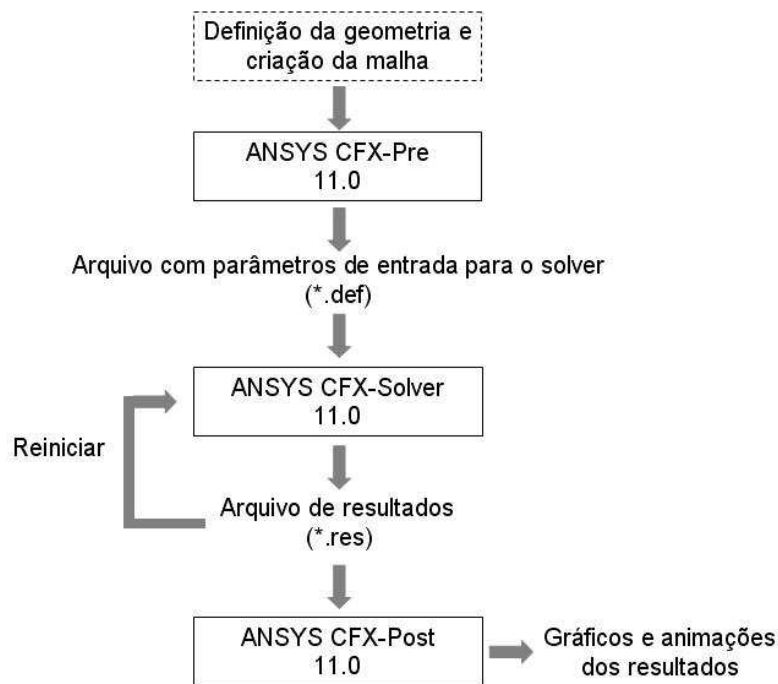 Definição da geometria e
criação da malha
ANSYS CFX-Pre
11.0
Arquivo com parâmetros de entrada para o solver
(*.def)
ANSYS CFX-Solver
11.0
Reiniciar
Arquivo de resultados
(*.res)
ANSYS CFX-Post
11.0
Gráficos e animações
dos resultados